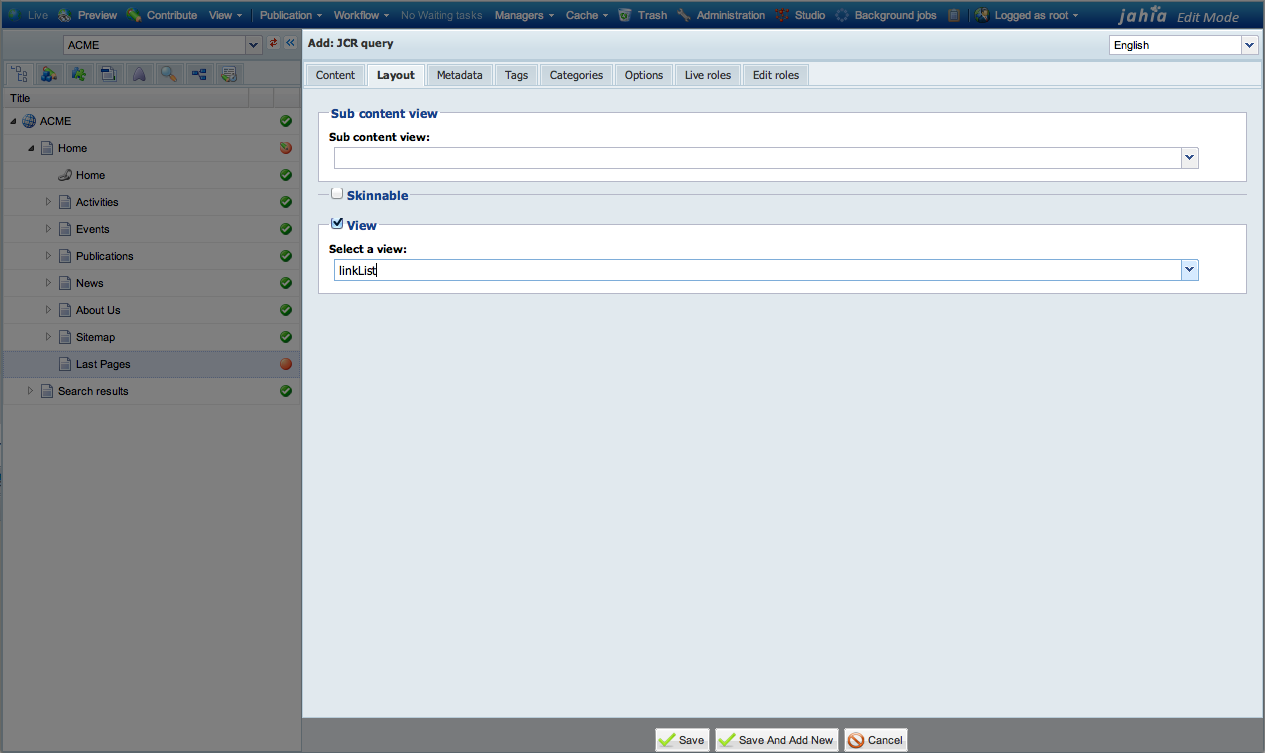 Live Preview Contribute View Publication Workflow No Waiting tasks Managers Cache Trash Administration Studio Background jobs Logged as root jahia Edit Mode
ACME
Add: JCR query
English
Content Layout Metadata Tags Categories Options Live roles Edit roles
Title
ACME
Home
Home
Activities
Events
Publications
News
About Us
Sitemap
Last Pages
Search results
Sub content view
Sub content view:
Skinnable
View
Select a view:
linkList
Save Save And Add New Cancel